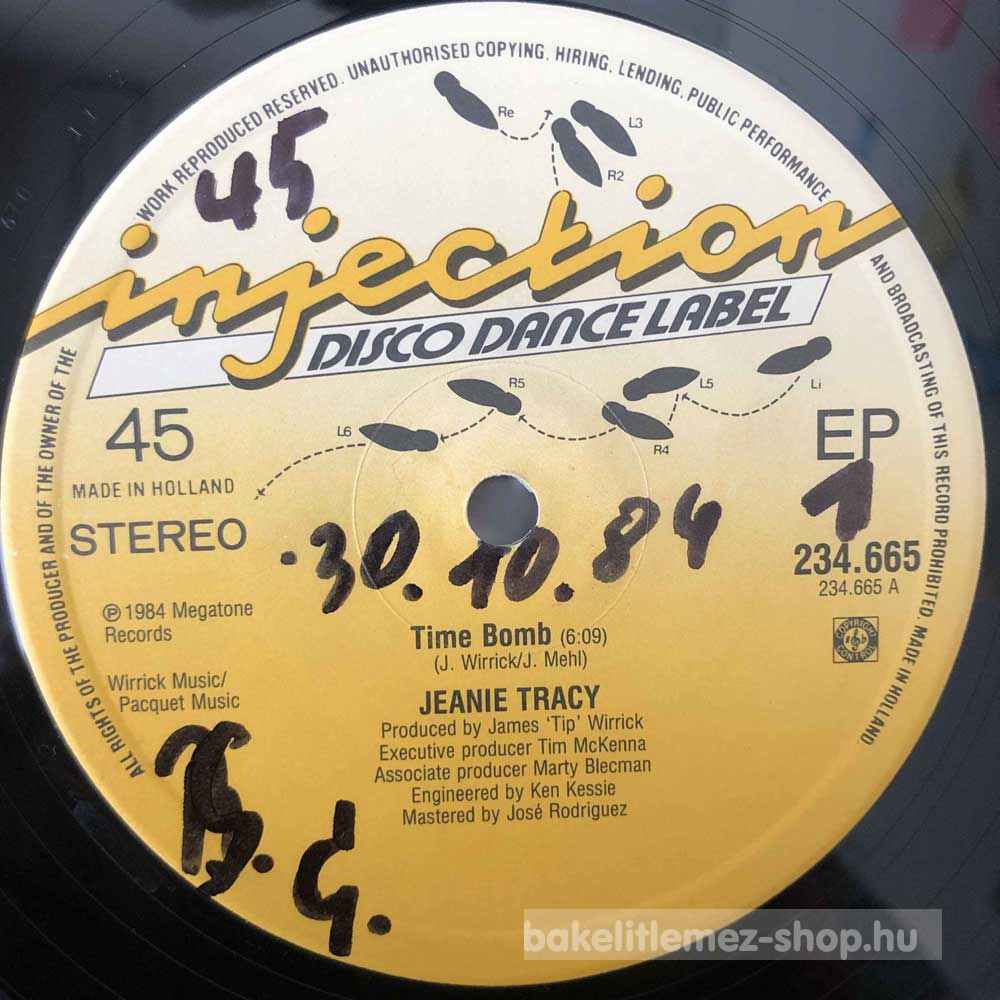 ALL RIGHTS OF THE PRODUCER AND OF THE OWNER OF THE WORK REPRODUCED RESERVED. UNAUTHORISED COPYING, HIRING, LENDING, PUBLIC PERFORMANCE AND BROADCASTING OF THIS RECORD PROHIBITED. MADE IN HOLLAND.
Re
L3
R2
45
injection
DISCO DANCE LABEL
R5
L5
Li
L6
R4
45
EP
MADE IN HOLLAND
STEREO
1
30.10.84
234.665
234.665 A
℗ 1984 Megatone
Records
COPYRIGHT
CONTROL
Time Bomb (6:09)
(J. Wirrick/J. Mehl)
Wirrick Music/
Pacquet Music
JEANIE TRACY
Produced by James ‘Tip’ Wirrick
Executive producer Tim McKenna
Associate producer Marty Blecman
Engineered by Ken Kessie
Mastered by José Rodriguez
B.G.
bakelitlemez-shop.hu